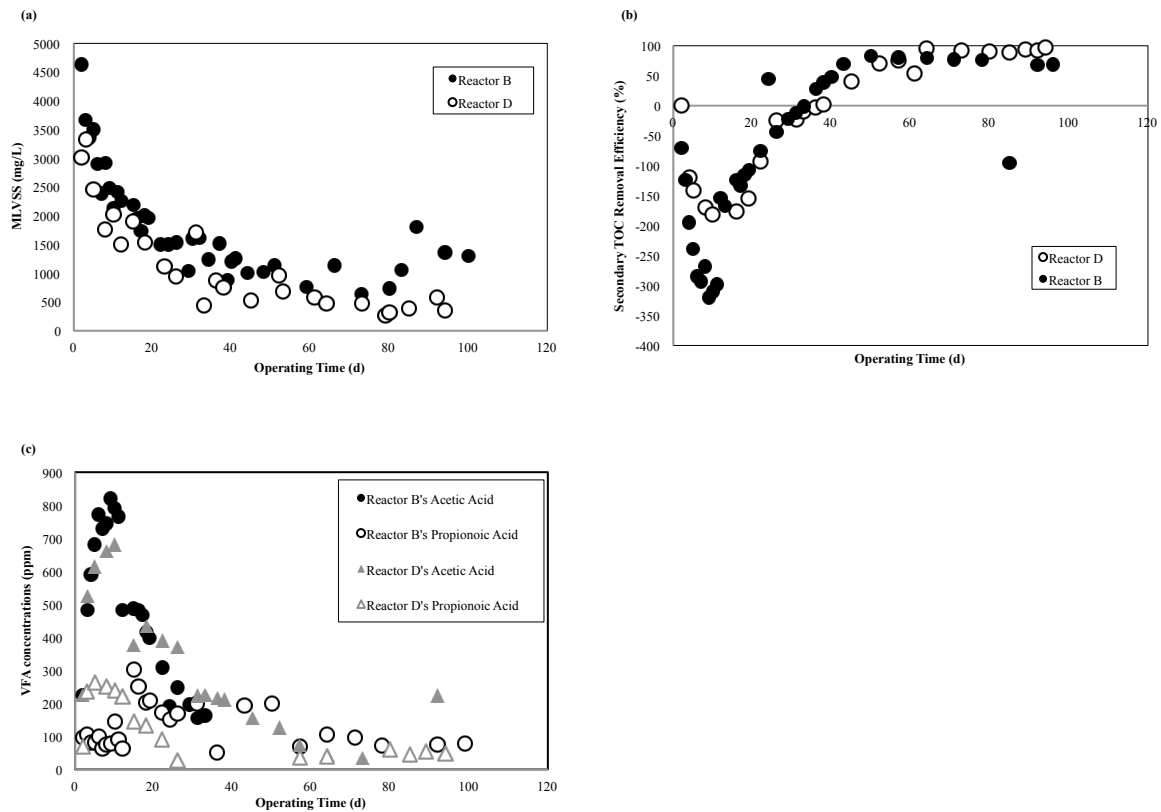 (a)
5000
4500
4000
3500
3000
2500
2000
1500
1000
500
0
MLVSS (mg/L)
Reactor B
Reactor D
0 20 40 60 80 100 120
Operating Time (d)
(b)
100
50
0
-50
-100
-150
-200
-250
-300
-350
-400
Secondary TOC Removal Efficiency (%)
0 20 40 60 80 100 120
Reactor D
Reactor B
Operating Time (d)
(c)
900
800
700
600
500
400
300
200
100
0
VFA concentrations (ppm)
Reactor B's Acetic Acid
Reactor B's Propionoic Acid
Reactor D's Acetic Acid
Reactor D's Propionoic Acid
0 20 40 60 80 100 120
Operating Time (d)